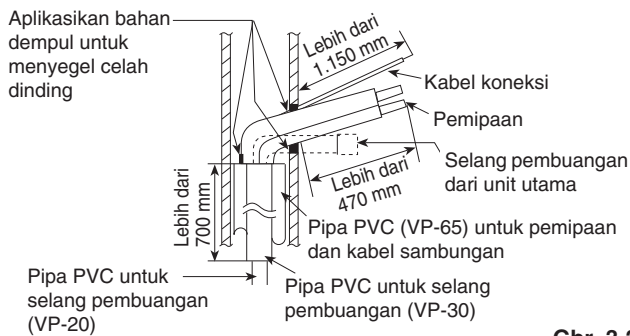 Aplikasikan bahan
dempul untuk
menyegel celah
dinding
Lebih dari
1.150 mm
Kabel koneksi
Pemipaan
Selang pembuangan
dari unit utama
Lebih dari
470 mm
Lebih dari
700 mm
Pipa PVC (VP-65) untuk pemipaan
dan kabel sambungan
Pipa PVC untuk
selang pembuangan
(VP-20)
Pipa PVC untuk selang
pembuangan (VP-30)